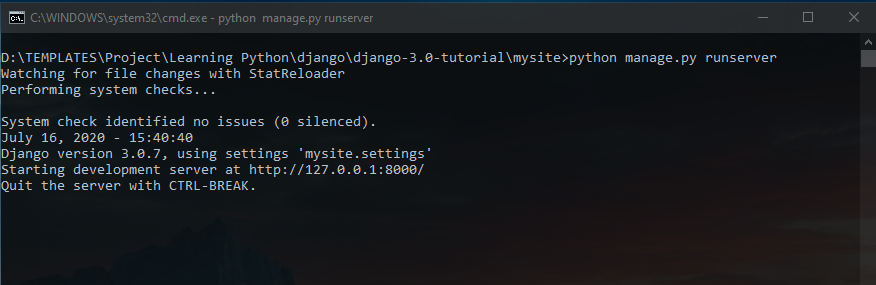 C:\WINDOWS\system32\cmd.exe - python  manage.py runserver
D:\TEMPLATES\Project\Learning Python\django\django-3.0-tutorial\mysite>python manage.py runserver
Watching for file changes with StatReloader
Performing system checks...
System check identified no issues (0 silenced).
July 16, 2020 - 15:40:40
Django version 3.0.7, using settings 'mysite.settings'
Starting development server at http://127.0.0.1:8000/
Quit the server with CTRL-BREAK.